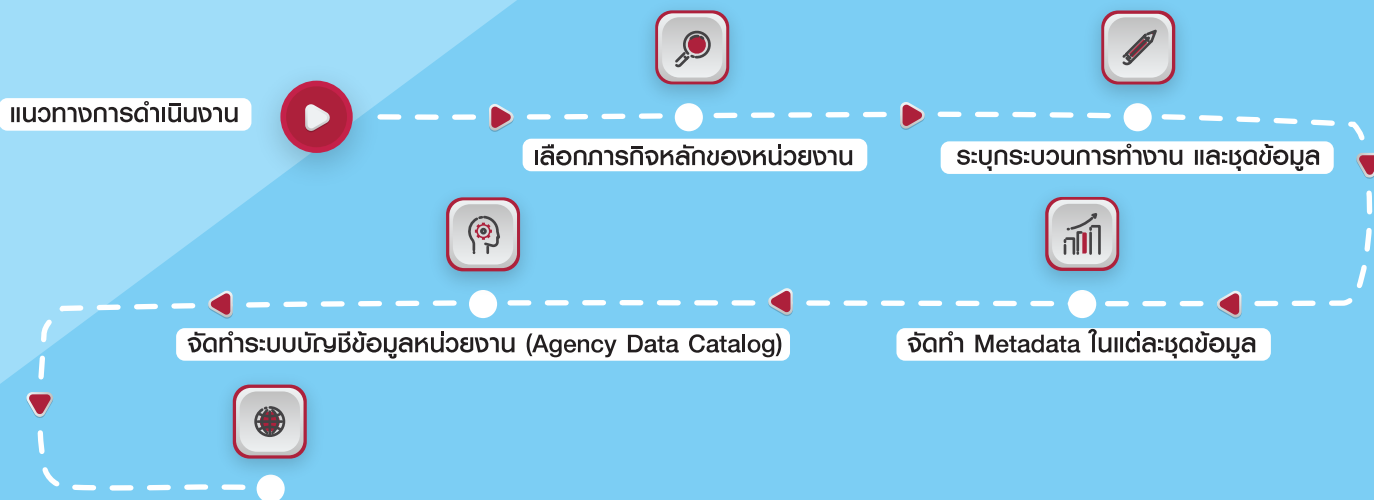 แนวทางการดำเนินงาน
เลือกภารกิจหลักของหน่วยงาน
ระบุกระบวนการทำงาน และชุดข้อมูล
จัดทำ Metadata ในแต่ละชุดข้อมูล
จัดทำระบบบัญชีข้อมูลหน่วยงาน (Agency Data Catalog)